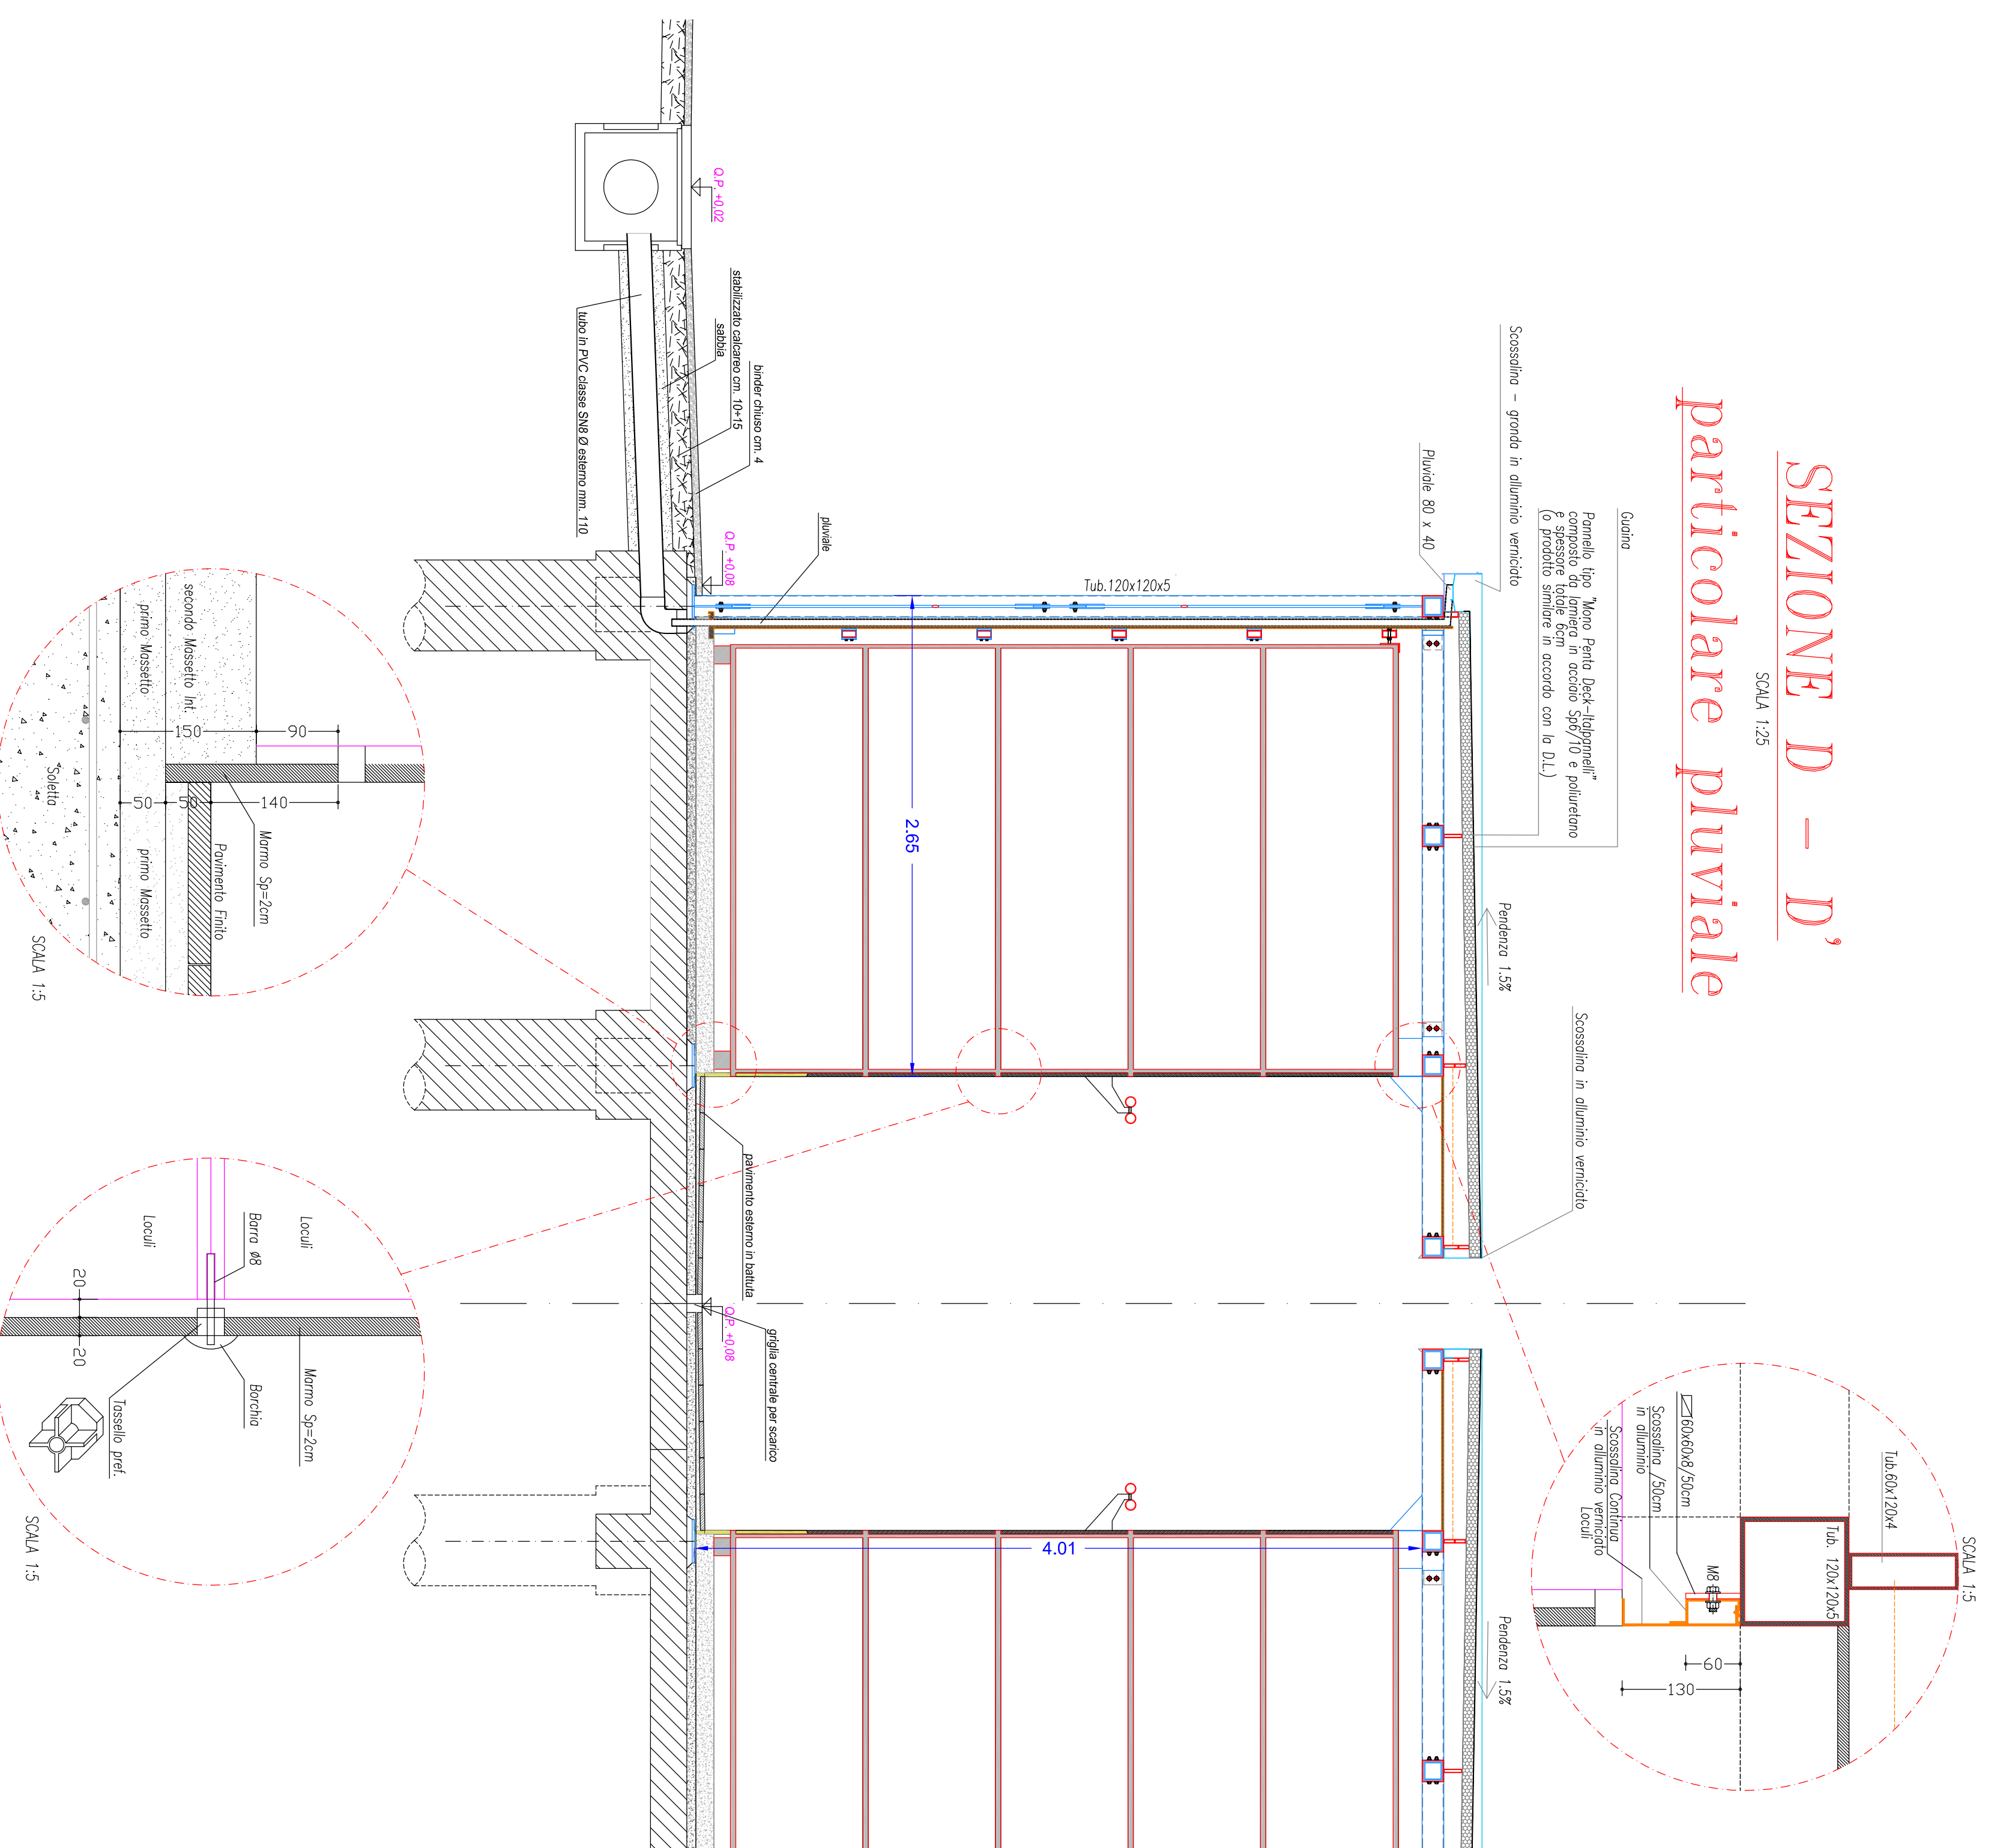 SEZIONE D - D'
SCALA 1:25
particolare pluviale
Guaina
Pannello tipo "Mono Penta Deck-Italpannelli"
composto da lamiera in acciaio Sp6/10 e poliuretano
e spessore totale 6cm
(o prodotto similare in accordo con la D.L.)
Scossalina - gronda in alluminio verniciato
Pluviale 80 x 40
Pendenza 1.5%
Scossalina in alluminio verniciato
Pendenza 1.5%
Tub.120x120x5
2.65
4.01
pluviale
Q.P. +0,02
Q.P. +0,08
Q.P. +0,08
binder chiuso cm. 4
stabilizzato calcareo cm. 10+15
sabbia
tubo in PVC classe SN8 Ø esterno mm. 110
pavimento esterno in battuta
griglia centrale per scarico
SCALA 1:5
Tub.60x120x4
Tub. 120x120x5
M8
60x60x8/50cm
Scossalina /50cm
in alluminio
Scossalina Continua
in alluminio verniciato
Loculi
60
130
secondo Massetto Int.
primo Massetto
150
90
50
50
140
Soletta
primo Massetto
Marmo Sp=2cm
Pavimento Finito
SCALA 1:5
Loculi
Barra Ø8
Loculi
20
20
Marmo Sp=2cm
Borchia
Tassello pref.
SCALA 1:5